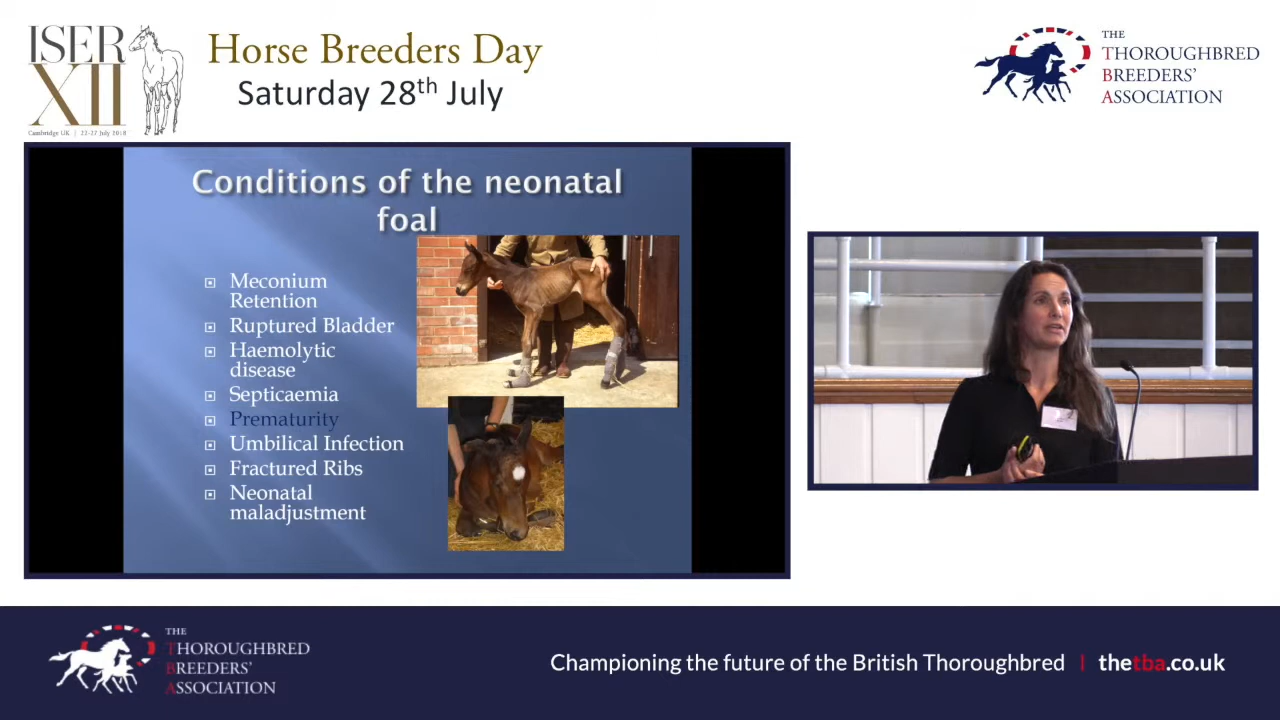 ISER
XII
Cambridge UK | 22-27 July 2018
Horse Breeders Day
Saturday 28th July
THE
THOROUGHBRED
BREEDERS'
ASSOCIATION
Conditions of the neonatal
foal
Meconium
Retention
Ruptured Bladder
Haemolytic
disease
Septicaemia
Prematurity
Umbilical Infection
Fractured Ribs
Neonatal
maladjustment
THE
THOROUGHBRED
BREEDERS'
ASSOCIATION
Championing the future of the British Thoroughbred | thetba.co.uk